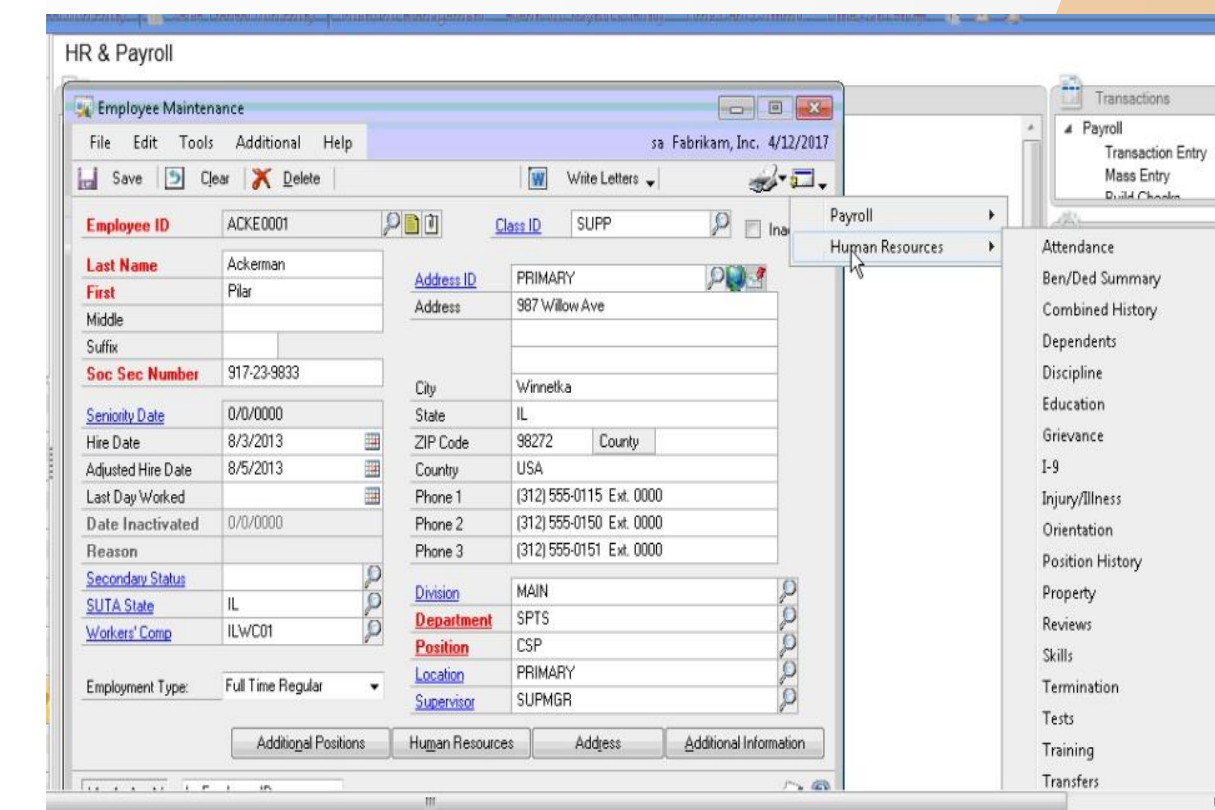 HR & Payroll
Employee Maintenance
File Edit Tools Additional Help sa Fabrikam, Inc. 4/12/2017
Save Clear Delete Write Letters
Employee ID ACKE0001 Class ID SUPP
Last Name Ackerman
First Pilar
Middle
Suffix
Soc Sec Number 917-23-9833
Seniority Date 0/0/0000
Hire Date 8/3/2013
Adjusted Hire Date 8/5/2013
Last Day Worked
Date Inactivated 0/0/0000
Reason
Secondary Status
SUTA State IL
Workers' Comp ILWC01
Employment Type: Full Time Regular
Address ID PRIMARY
Address 987 Willow Ave
City Winnetka
State IL
ZIP Code 98272 County
Country USA
Phone 1 (312) 555-0115 Ext. 0000
Phone 2 (312) 555-0150 Ext. 0000
Phone 3 (312) 555-0151 Ext. 0000
Division MAIN
Department SPTS
Position CSP
Location PRIMARY
Supervisor SUPMGR
Additional Positions Human Resources Address Additional Information
Payroll
Human Resources
Attendance
Ben/Ded Summary
Combined History
Dependents
Discipline
Education
Grievance
I-9
Injury/Illness
Orientation
Position History
Property
Reviews
Skills
Termination
Tests
Training
Transfers
Transactions
Payroll
Transaction Entry
Mass Entry
Build Checks